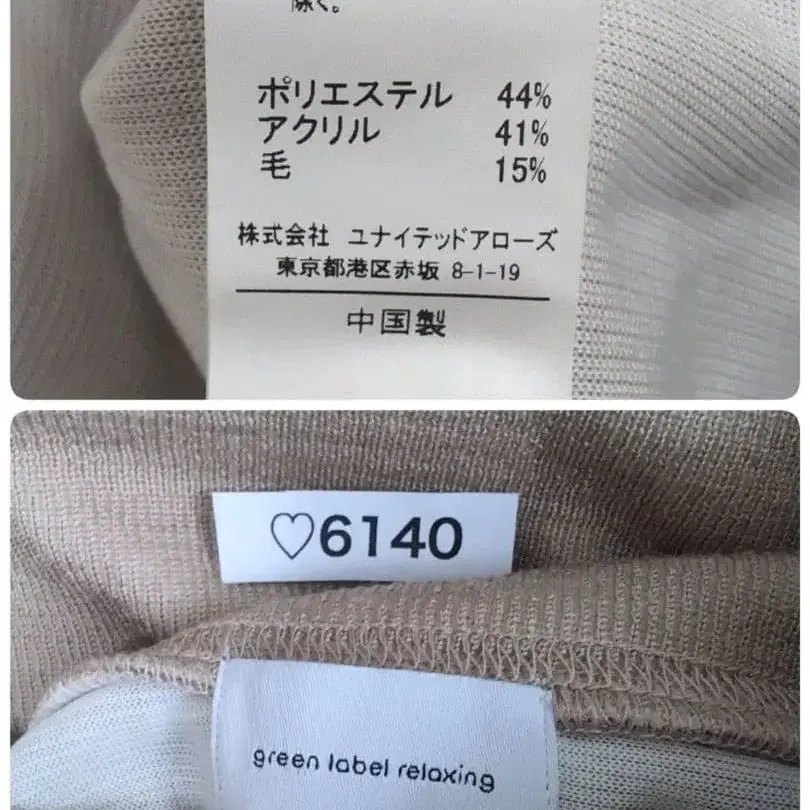 除く。
ポリエステル 44%
アクリル 41%
毛 15%
株式会社 ユナイテッドアローズ
東京都港区赤坂 8-1-19
中国製
♡6140
green label relaxing